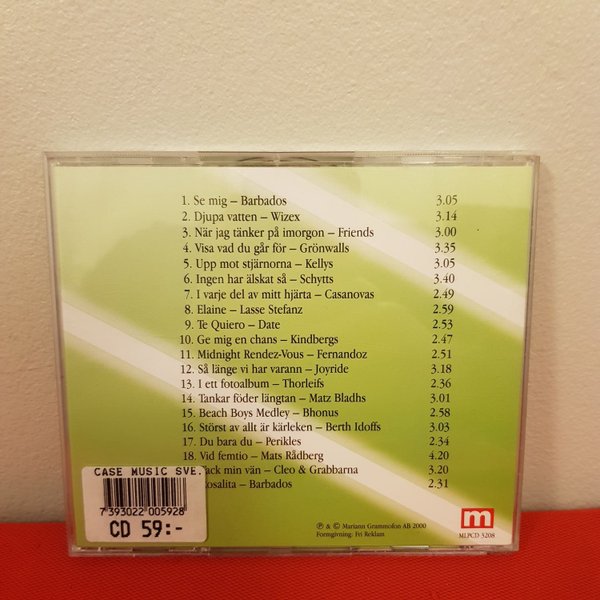 1. Se mig – Barbados 3.05
2. Djupa vatten – Wizex 3.14
3. När jag tänker på imorgon – Friends 3.00
4. Visa vad du går för – Grönwalls 3.35
5. Upp mot stjärnorna – Kellys 3.05
6. Ingen har älskat så – Schytts 3.40
7. I varje del av mitt hjärta – Casanovas 2.49
8. Elaine – Lasse Stefanz 2.59
9. Te Quiero – Date 2.53
10. Ge mig en chans – Kindbergs 2.47
11. Midnight Rendez-Vous – Fernandoz 2.51
12. Så länge vi har varann – Joyride 3.18
13. I ett fotoalbum – Thorleifs 2.36
14. Tankar föder längtan – Matz Bladhs 3.01
15. Beach Boys Medley – Bhonus 2.58
16. Störst av allt är kärleken – Berth Idoffs 3.03
17. Du bara du – Perikles 2.34
18. Vid femtio – Mats Rådberg 4.20
Tack min vän – Cleo & Grabbarna 3.20
Rosalita – Barbados 2.31
CASE MUSIC SVE.
7 393022 005928
CD 59:-
℗ & © Mariann Grammofon AB 2000
Formgivning: Fri Reklam
m
MLPCD 3208